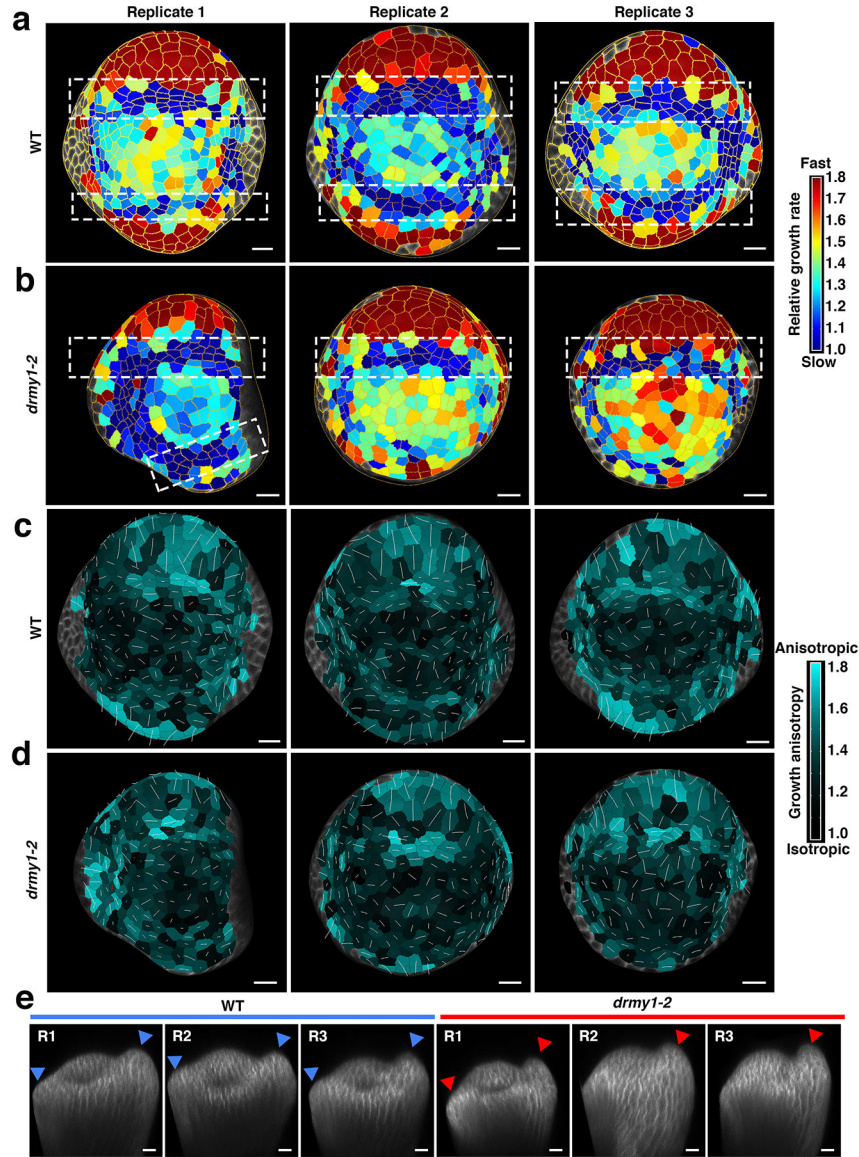 Replicate 1 Replicate 2 Replicate 3
a
WT
Fast
1.8
1.6
1.5
1.4
1.3
1.2
1.1
1.0
Slow
Relative growth rate
b
drmy1-2
c
WT
Anisotropic
1.8
1.6
1.4
1.2
1.0
Isotropic
Growth anisotropy
d
drmy1-2
e
WT drmy1-2
R1 R2 R3 R1 R2 R3